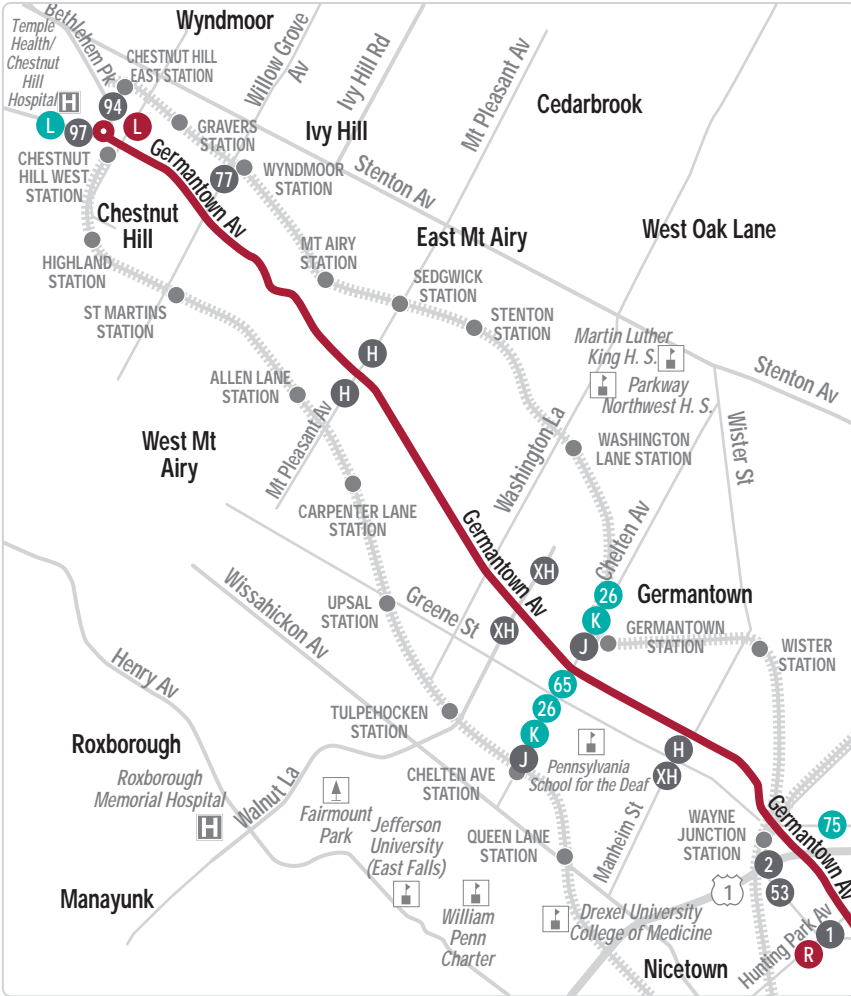 Wyndmoor
Temple
Health/
Chestnut
Hill
Hospital
H
Bethlehem Pk
CHESTNUT HILL
EAST STATION
Willow Grove
Av
Ivy Hill Rd
Mt Pleasant Av
Cedarbrook
94
L
97
L
GRAVERS
STATION
Ivy Hill
CHESTNUT
HILL WEST
STATION
Germantown Av
77
WYNDMOOR
STATION
Stenton Av
Chestnut
Hill
HIGHLAND
STATION
MT AIRY
STATION
East Mt Airy
West Oak Lane
SEDGWICK
STATION
ST MARTINS
STATION
STENTON
STATION
Martin Luther
King H. S.
Parkway
Northwest H. S.
Stenton Av
H
H
ALLEN LANE
STATION
Mt Pleasant Av
West Mt
Airy
Washington La
WASHINGTON
LANE STATION
Wister St
CARPENTER LANE
STATION
Germantown Av
Chelten Av
Wissahickon Av
UPSAL
STATION
Greene St
XH
XH
26
K
J
Germantown
GERMANTOWN
STATION
WISTER
STATION
Henry Av
65
26
K
J
TULPEHOCKEN
STATION
CHELTEN AVE
STATION
Pennsylvania
School for the Deaf
H
XH
Roxborough
Roxborough
Memorial Hospital
H
Walnut La
Fairmount
Park
Jefferson
University
(East Falls)
QUEEN LANE
STATION
Manheim St
WAYNE
JUNCTION
STATION
Germantown Av
75
2
53
1
Manayunk
William
Penn
Charter
Drexel University
College of Medicine
Nicetown
Hunting Park Av
1
R